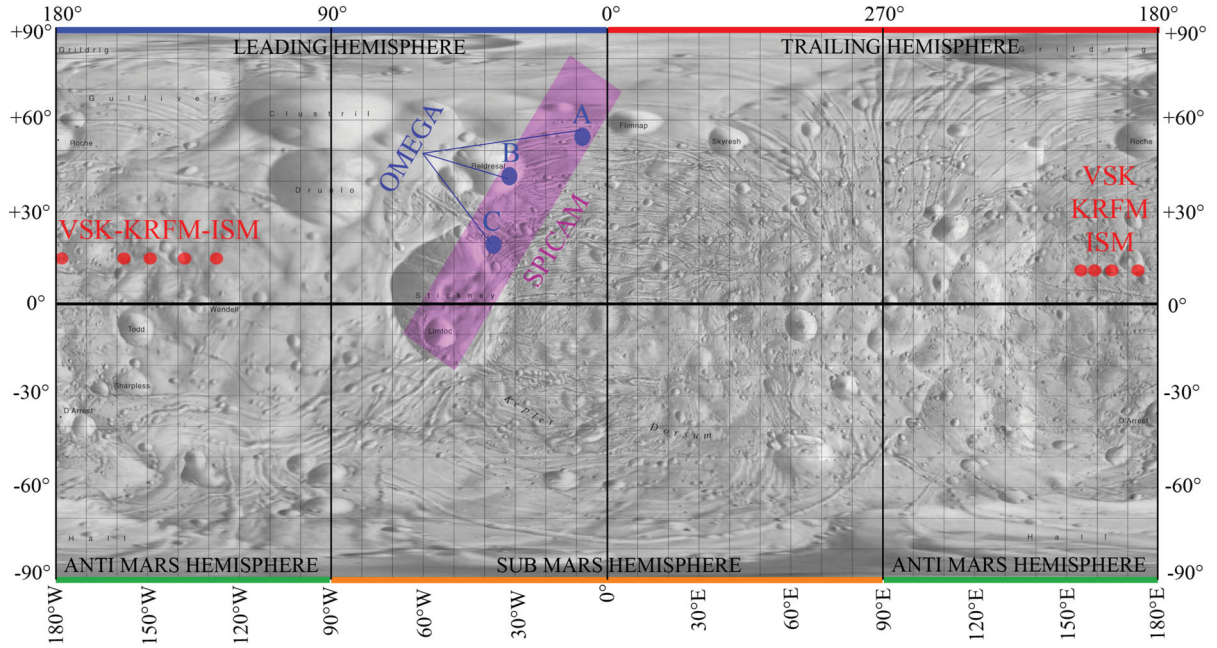 180°
90°
0°
270°
180°
+90°
+90°
LEADING HEMISPHERE
TRAILING HEMISPHERE
Grildrig
Grildrig
Gulliver
Clustril
+60°
+60°
A
Flimnap
Roche
Skyresh
Roche
OMEGA
B
Reldresal
Drunlo
VSK
KRFM
ISM
+30°
+30°
C
SPICAM
VSK-KRFM-ISM
Stickney
0°
0°
Wendell
Todd
Limtoc
-30°
-30°
Sharpless
D'Arrest
Kepler
Dorsum
D'Arrest
-60°
-60°
Hall
Hall
ANTI MARS HEMISPHERE
SUB MARS HEMISPHERE
ANTI MARS HEMISPHERE
-90°
-90°
180°W
150°W
120°W
90°W
60°W
30°W
0°
30°E
60°E
90°E
120°E
150°E
180°E